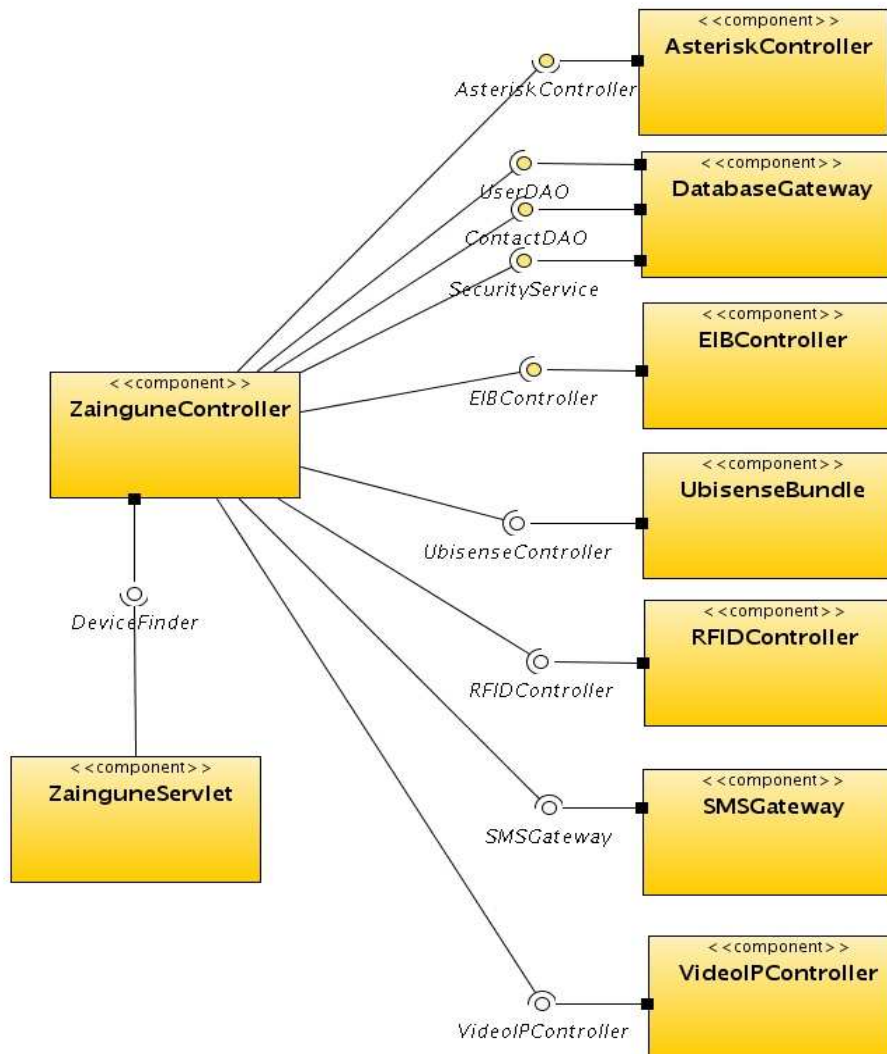 <<component>>
AsteriskController
AsteriskController
<<component>>
DatabaseGateway
UserDAO
ContactDAO
SecurityService
<<component>>
EIBController
EIBController
<<component>>
ZainguneController
<<component>>
UbisenseBundle
UbisenseController
DeviceFinder
<<component>>
RFIDController
RFIDController
<<component>>
ZainguneServlet
<<component>>
SMSGateway
SMSGateway
<<component>>
VideoIPController
VideoIPController